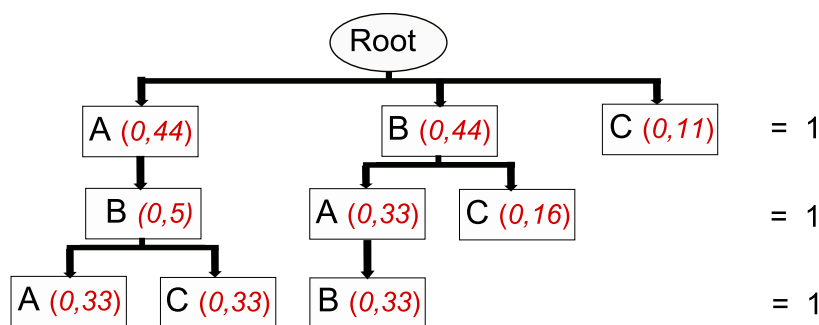 Root
A (0,44) B (0,44) C (0,11) = 1
B (0,5) A (0,33) C (0,16) = 1
A (0,33) C (0,33) B (0,33) = 1